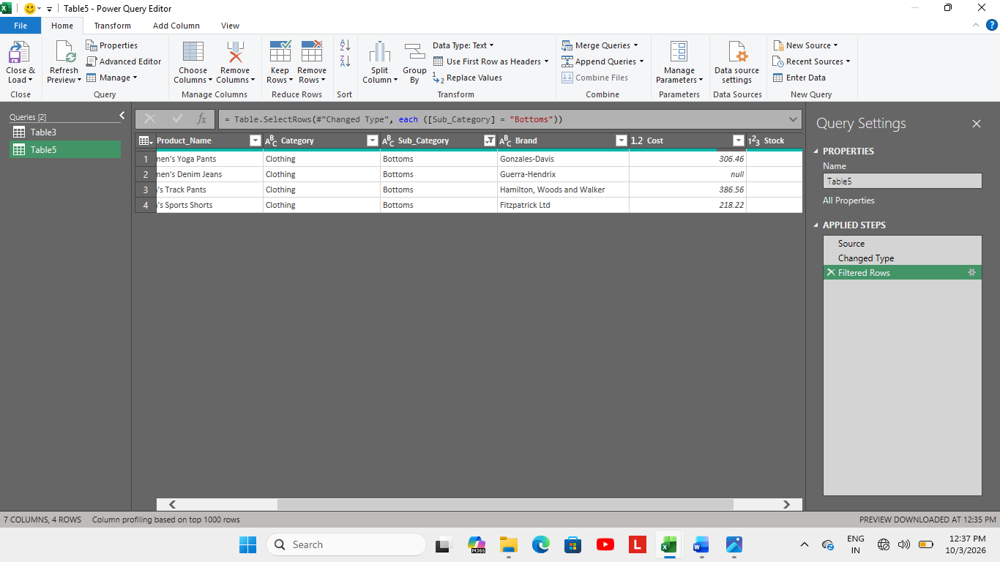 Table5 - Power Query Editor
File Home Transform Add Column View
Close & Load
Close
Refresh Preview
Properties
Advanced Editor
Manage
Query
Choose Columns
Remove Columns
Manage Columns
Keep Rows
Remove Rows
Reduce Rows
A Z
Z A
Sort
Split Column
Group By
Data Type: Text
Use First Row as Headers
1 2 Replace Values
Transform
Merge Queries
Append Queries
Combine Files
Combine
Manage Parameters
Parameters
Data source settings
Data Sources
New Source
Recent Sources
Enter Data
New Query
Queries [2]
Table3
Table5
fx = Table.SelectRows(#"Changed Type", each ([Sub_Category] = "Bottoms"))
Product_Name ABC Category ABC Sub_Category ABC Brand 1.2 Cost 123 Stock
1 nen's Yoga Pants Clothing Bottoms Gonzales-Davis 306.46
2 nen's Denim Jeans Clothing Bottoms Guerra-Hendrix null
3 's Track Pants Clothing Bottoms Hamilton, Woods and Walker 386.56
4 's Sports Shorts Clothing Bottoms Fitzpatrick Ltd 218.22
Query Settings
PROPERTIES
Name
Table5
All Properties
APPLIED STEPS
Source
Changed Type
Filtered Rows
7 COLUMNS, 4 ROWS Column profiling based on top 1000 rows PREVIEW DOWNLOADED AT 12:35 PM
Search
M365
L
ENG
IN
12:37 PM
10/3/2026